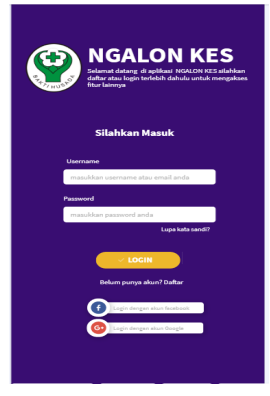 NGALON KES
Selamat datang di aplikasi NGALON KES silahkan
daftar atau login terlebih dahulu untuk mengakses
fitur lainnya
BAKTI HUSADA
Silahkan Masuk
Username
masukkan username atau email anda
Password
masukkan password anda
Lupa kata sandi?
LOGIN
Belum punya akun? Daftar
Login dengan akun facebook
G+ Login dengan akun Google